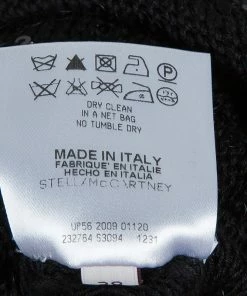 P
DRY CLEAN
IN A NET BAG
NO TUMBLE DRY
MADE IN ITALY
FABRIQUÉ EN ITALIE
HECHO EN ITALIA
STELLA McCARTNEY
UP56 2009 01120
232764 S3094 1231
38